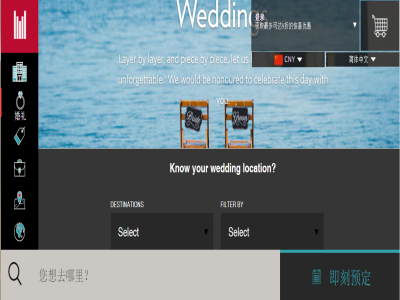 Wedding
登录
Layer by layer, and piece by piece, let us
unforgettable. We would be honoured to celebrate this day with
you.
CNY
简体中文
婚礼
Know your wedding location?
DESTINATIONS
FILTER BY
Select
Select
您想去哪里?
即刻预定